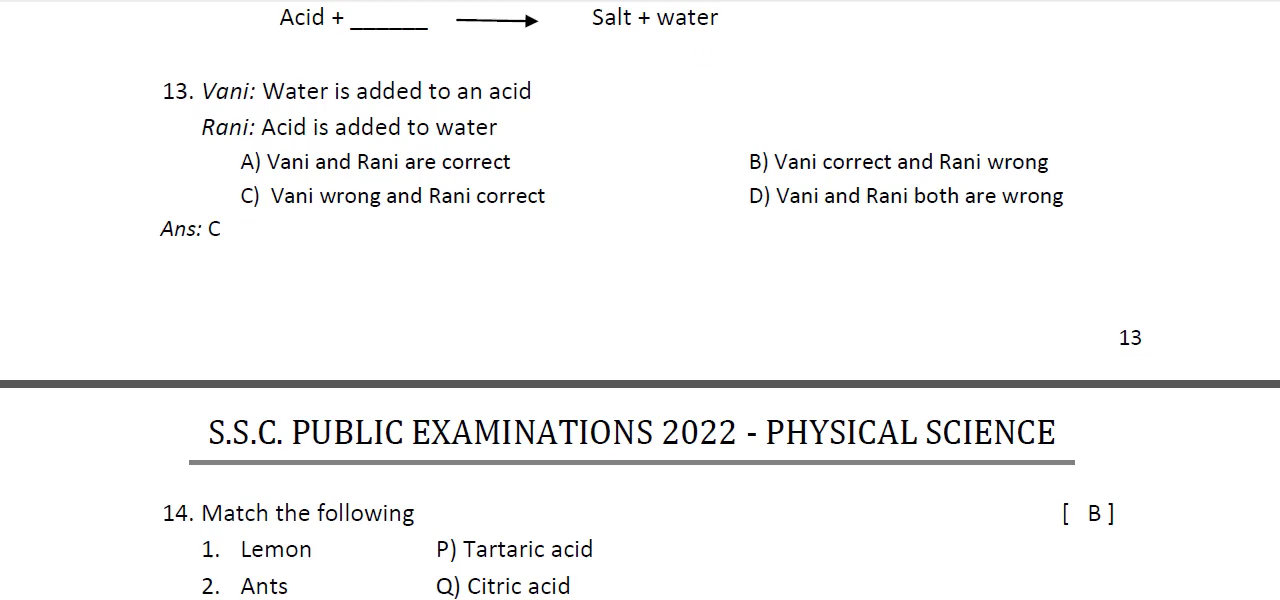 Acid + ______ Salt + water
13. Vani: Water is added to an acid
Rani: Acid is added to water
A) Vani and Rani are correct B) Vani correct and Rani wrong
C) Vani wrong and Rani correct D) Vani and Rani both are wrong
Ans: C
13
S.S.C. PUBLIC EXAMINATIONS 2022 - PHYSICAL SCIENCE
14. Match the following [ B ]
1. Lemon P) Tartaric acid
2. Ants Q) Citric acid